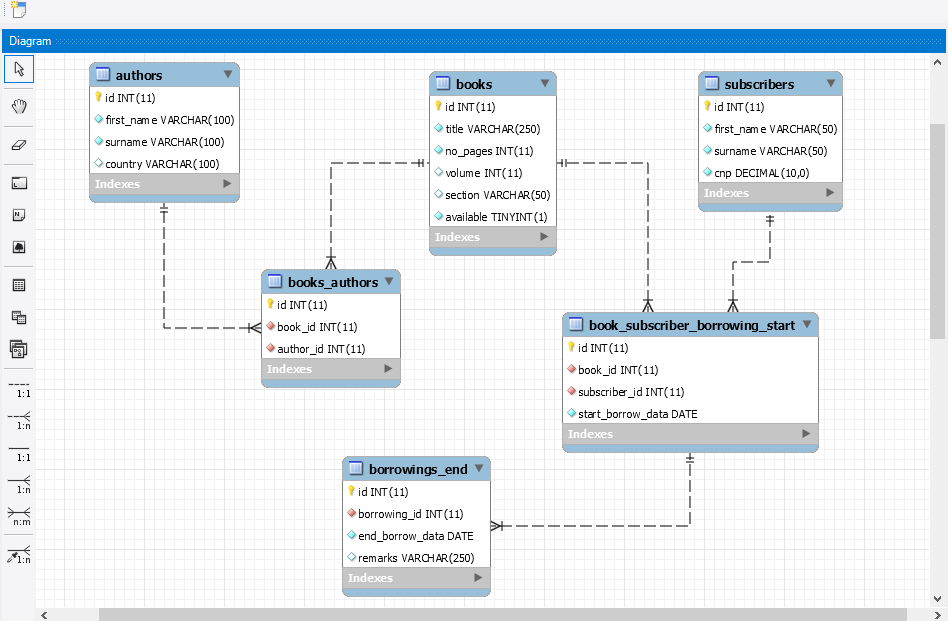 Diagram
authors
id INT(11)
first_name VARCHAR(100)
surname VARCHAR(100)
country VARCHAR(100)
Indexes
books
id INT(11)
title VARCHAR(250)
no_pages INT(11)
volume INT(11)
section VARCHAR(50)
available TINYINT(1)
Indexes
subscribers
id INT(11)
first_name VARCHAR(50)
surname VARCHAR(50)
cnp DECIMAL(10,0)
Indexes
books_authors
id INT(11)
book_id INT(11)
author_id INT(11)
Indexes
book_subscriber_borrowing_start
id INT(11)
book_id INT(11)
subscriber_id INT(11)
start_borrow_data DATE
Indexes
borrowings_end
id INT(11)
borrowing_id INT(11)
end_borrow_data DATE
remarks VARCHAR(250)
Indexes
1:1
1:n
1:1
1:n
n:m
1:n